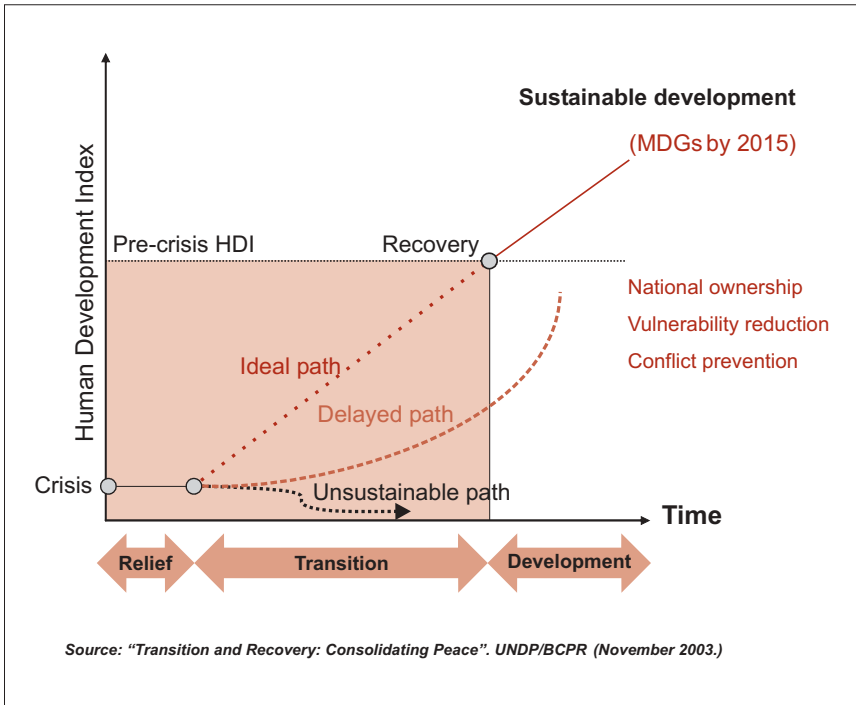 Sustainable development
(MDGs by 2015)
Human Development Index
Pre-crisis HDI
Recovery
National ownership
Vulnerability reduction
Conflict prevention
Ideal path
Delayed path
Crisis
Unsustainable path
Time
Relief
Transition
Development
Source: “Transition and Recovery: Consolidating Peace”. UNDP/BCPR (November 2003.)